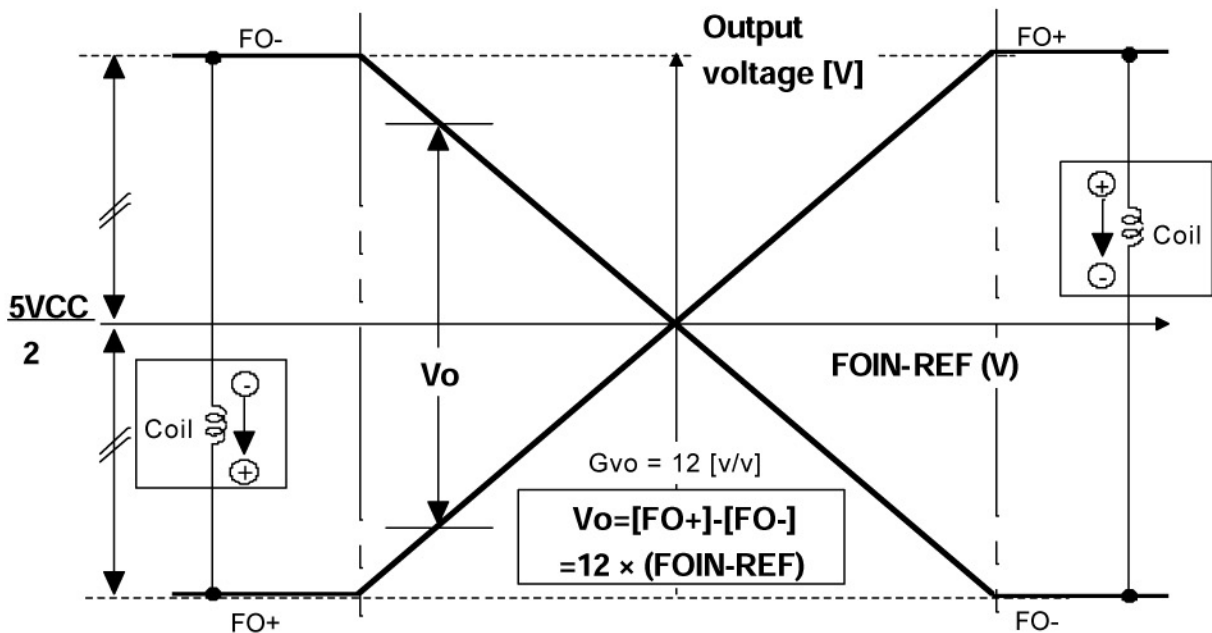 FO-
Output
voltage [V]
FO+
+
-
Coil
5VCC
2
FOIN-REF (V)
Vo
-
Coil
+
Gvo = 12 [v/v]
Vo=[FO+]-[FO-]
=12 × (FOIN-REF)
FO+
FO-